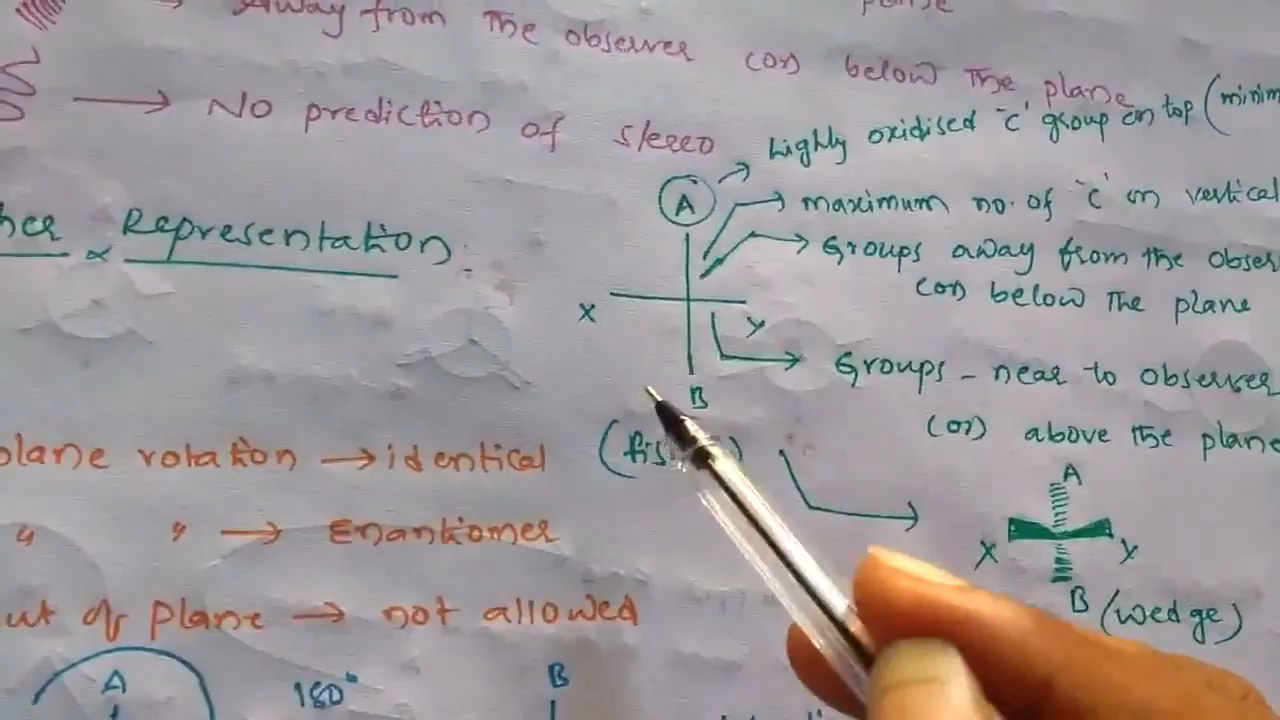 Away from The observer (or) below The plane
No prediction of stereo
Highly oxidised 'c' group on top (minim
A
maximum no. of 'c' on vertical
Representation
Groups away from the obser
(or) below The plane
X
Y
Groups - near to observer
B
(or) above the plane
plane rotation → identical
A
" " → Enantiomer
X Y
B (wedge)
out of plane → not allowed
A 180° B